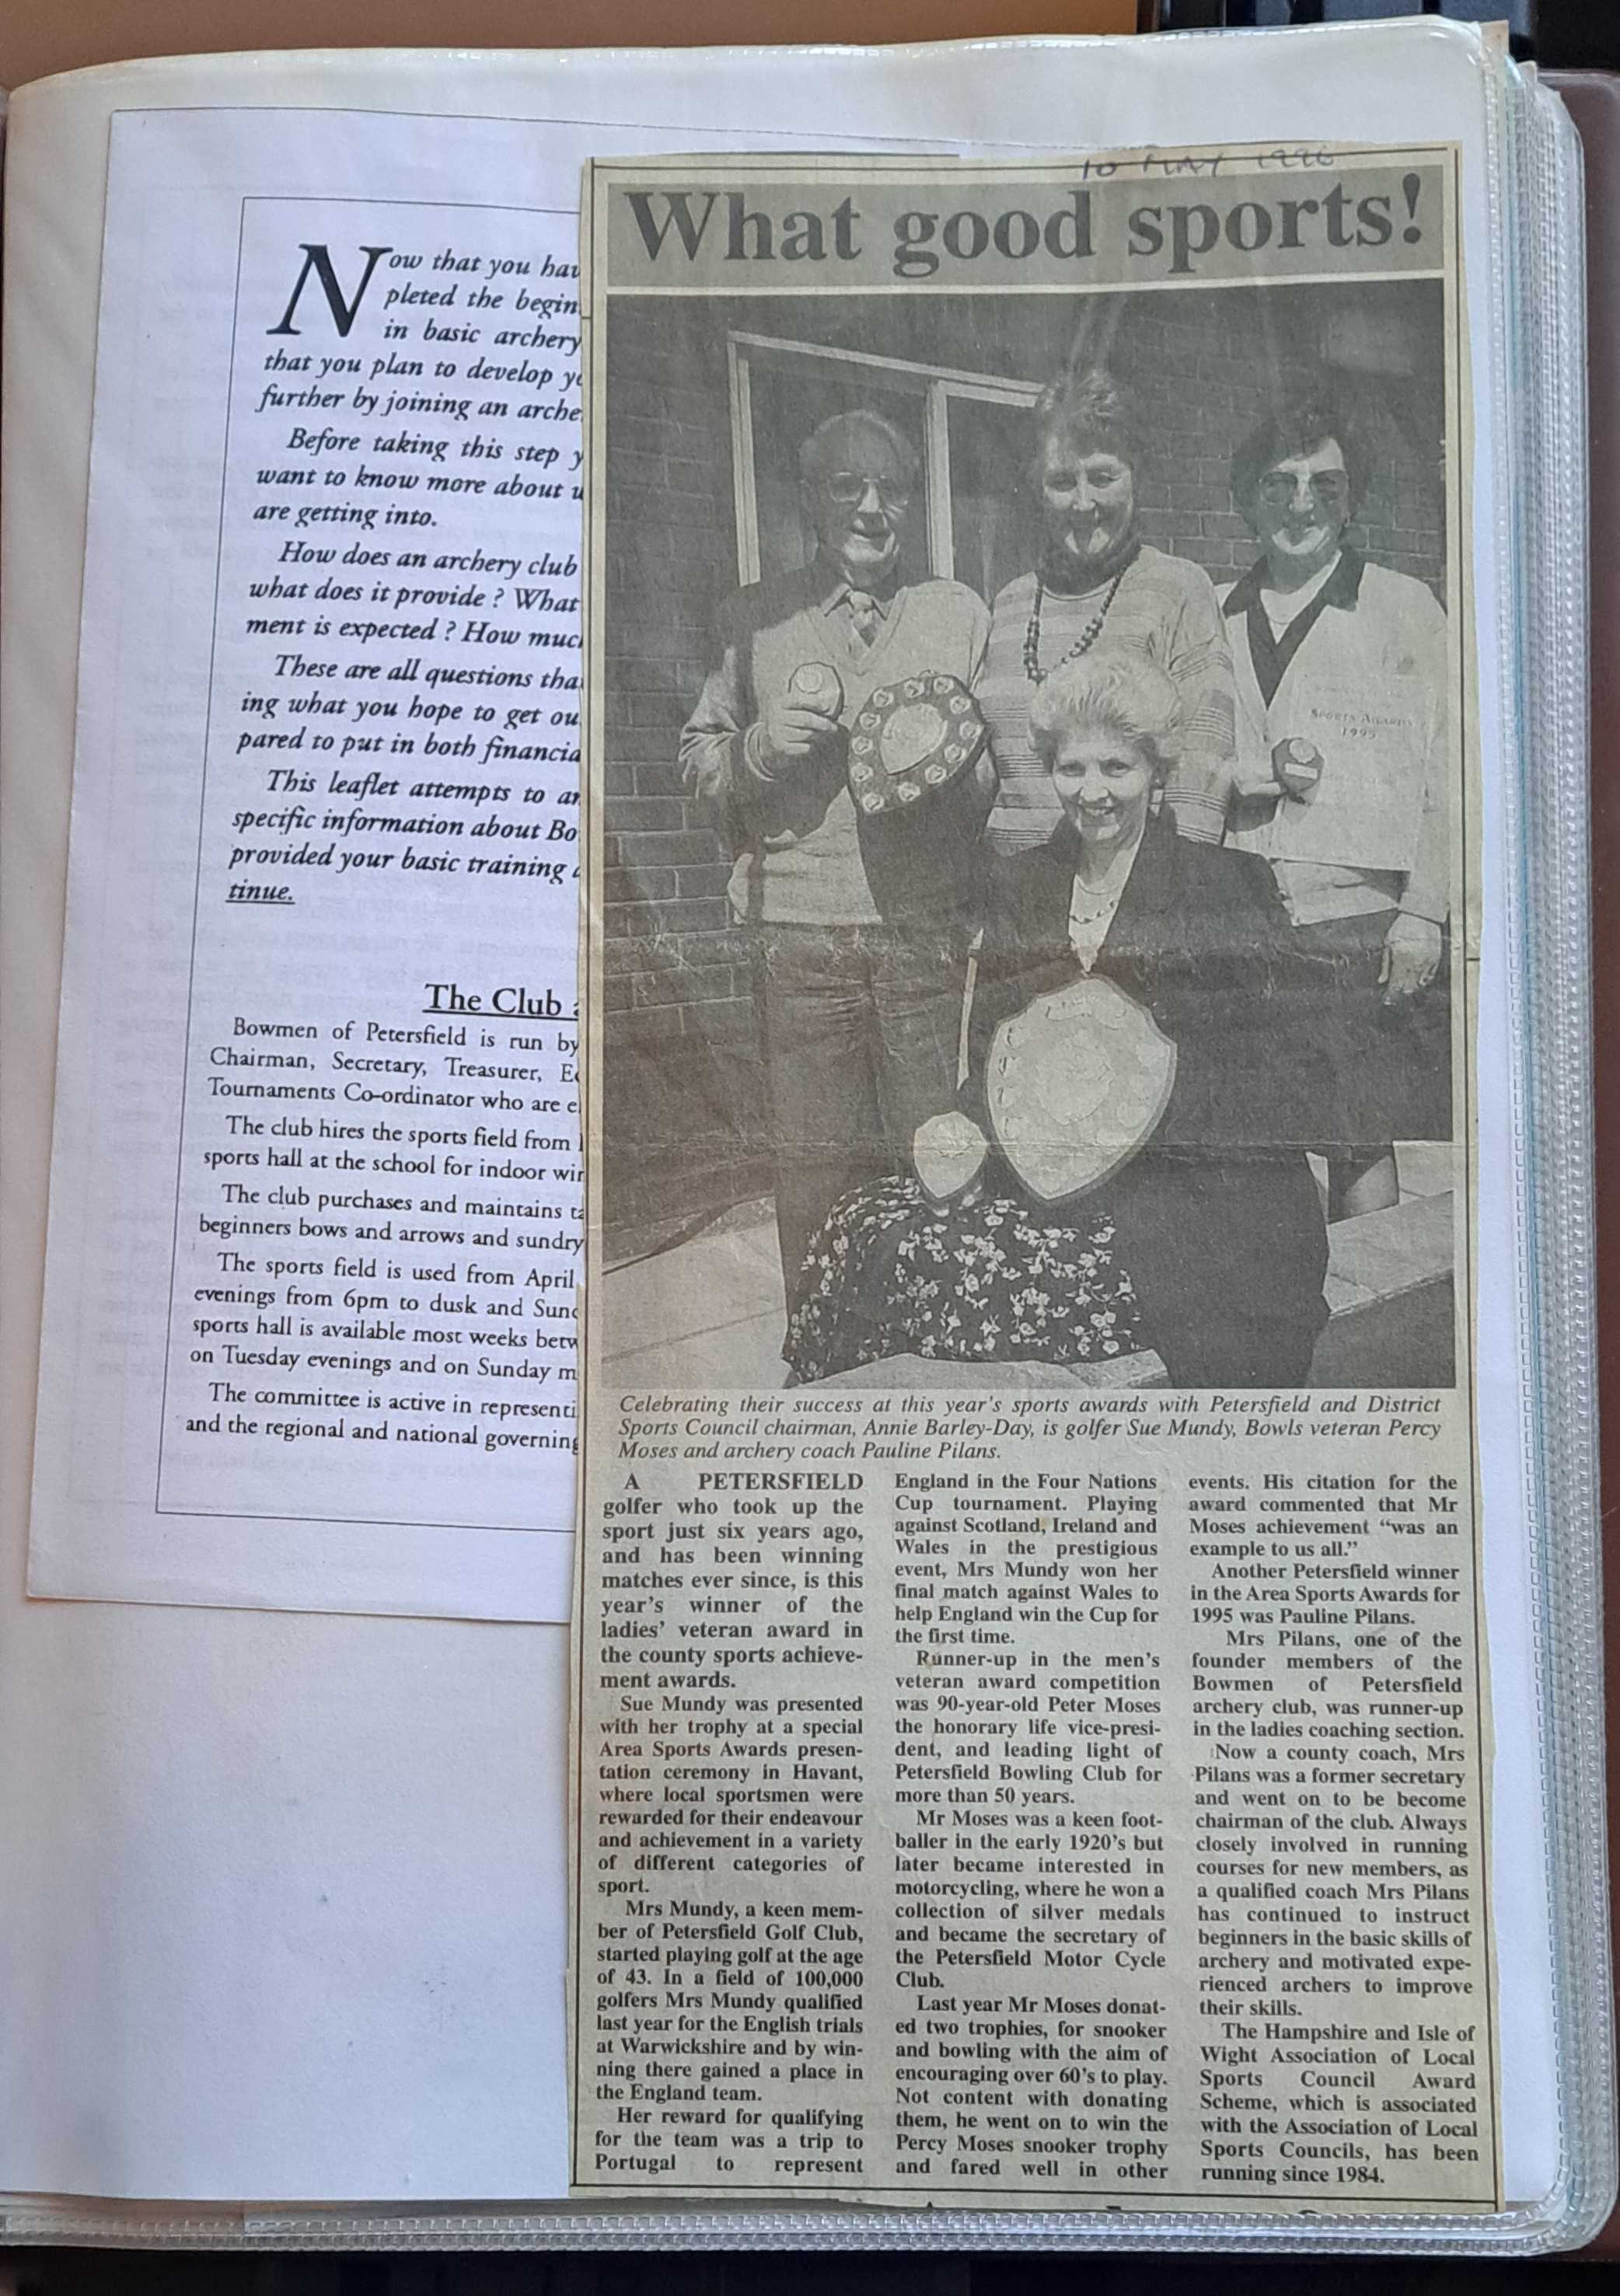 Now that you hav
pleted the begin
in basic archery
that you plan to develop
further by joining an arche
Before taking this step
want to know more about
are getting into.
How does an archery club
what does it provide ? What
ment is expected ? How muc
These are all questions tha
ing what you hope to get ou
pared to put in both financia
This leaflet attempts to
specific information about Bo
provided your basic training
tinue.
The Club
Bowmen of Petersfield is run by
Chairman, Secretary, Treasurer,
Tournaments Co-ordinator who are e
The club hires the sports field from
sports hall at the school for indoor
The club purchases and maintains
beginners bows and arrows and sundry
The sports field is used from April
evenings from 6pm to dusk and Sun
sports hall is available most weeks betw
on Tuesday evenings and on Sunday m
The committee is active in representi
and the regional and national governing
10 MAY 1996
What good sports!
SPORTS AWARDS
1995
Celebrating their success at this year's sports awards with Petersfield and District
Sports Council chairman, Annie Barley-Day, is golfer Sue Mundy, Bowls veteran Percy
Moses and archery coach Pauline Pilans.
A PETERSFIELD
golfer who took up the
sport just six years ago,
and has been winning
matches ever since, is this
year's winner of the
ladies' veteran award in
the county sports achieve-
ment awards.
Sue Mundy was presented
with her trophy at a special
Area Sports Awards presen-
tation ceremony in Havant,
where local sportsmen were
rewarded for their endeavour
and achievement in a variety
of different categories of
sport.
Mrs Mundy, a keen mem-
ber of Petersfield Golf Club,
started playing golf at the age
of 43. In a field of 100,000
golfers Mrs Mundy qualified
last year for the English trials
at Warwickshire and by win-
ning there gained a place in
the England team.
Her reward for qualifying
for the team was a trip to
Portugal to represent
England in the Four Nations
Cup tournament. Playing
against Scotland, Ireland and
Wales in the prestigious
event, Mrs Mundy won her
final match against Wales to
help England win the Cup for
the first time.
Runner-up in the men's
veteran award competition
was 90-year-old Peter Moses
the honorary life vice-presi-
dent, and leading light of
Petersfield Bowling Club for
more than 50 years.
Mr Moses was a keen foot-
baller in the early 1920's but
later became interested in
motorcycling, where he won a
collection of silver medals
and became the secretary of
the Petersfield Motor Cycle
Club.
Last year Mr Moses donat-
ed two trophies, for snooker
and bowling with the aim of
encouraging over 60's to play.
Not content with donating
them, he went on to win the
Percy Moses snooker trophy
and fared well in other
events. His citation for the
award commented that Mr
Moses achievement “was an
example to us all.”
Another Petersfield winner
in the Area Sports Awards for
1995 was Pauline Pilans.
Mrs Pilans, one of the
founder members of the
Bowmen of Petersfield
archery club, was runner-up
in the ladies coaching section.
Now a county coach, Mrs
Pilans was a former secretary
and went on to be become
chairman of the club. Always
closely involved in running
courses for new members, as
a qualified coach Mrs Pilans
has continued to instruct
beginners in the basic skills of
archery and motivated expe-
rienced archers to improve
their skills.
The Hampshire and Isle of
Wight Association of Local
Sports Council Award
Scheme, which is associated
with the Association of Local
Sports Councils, has been
running since 1984.